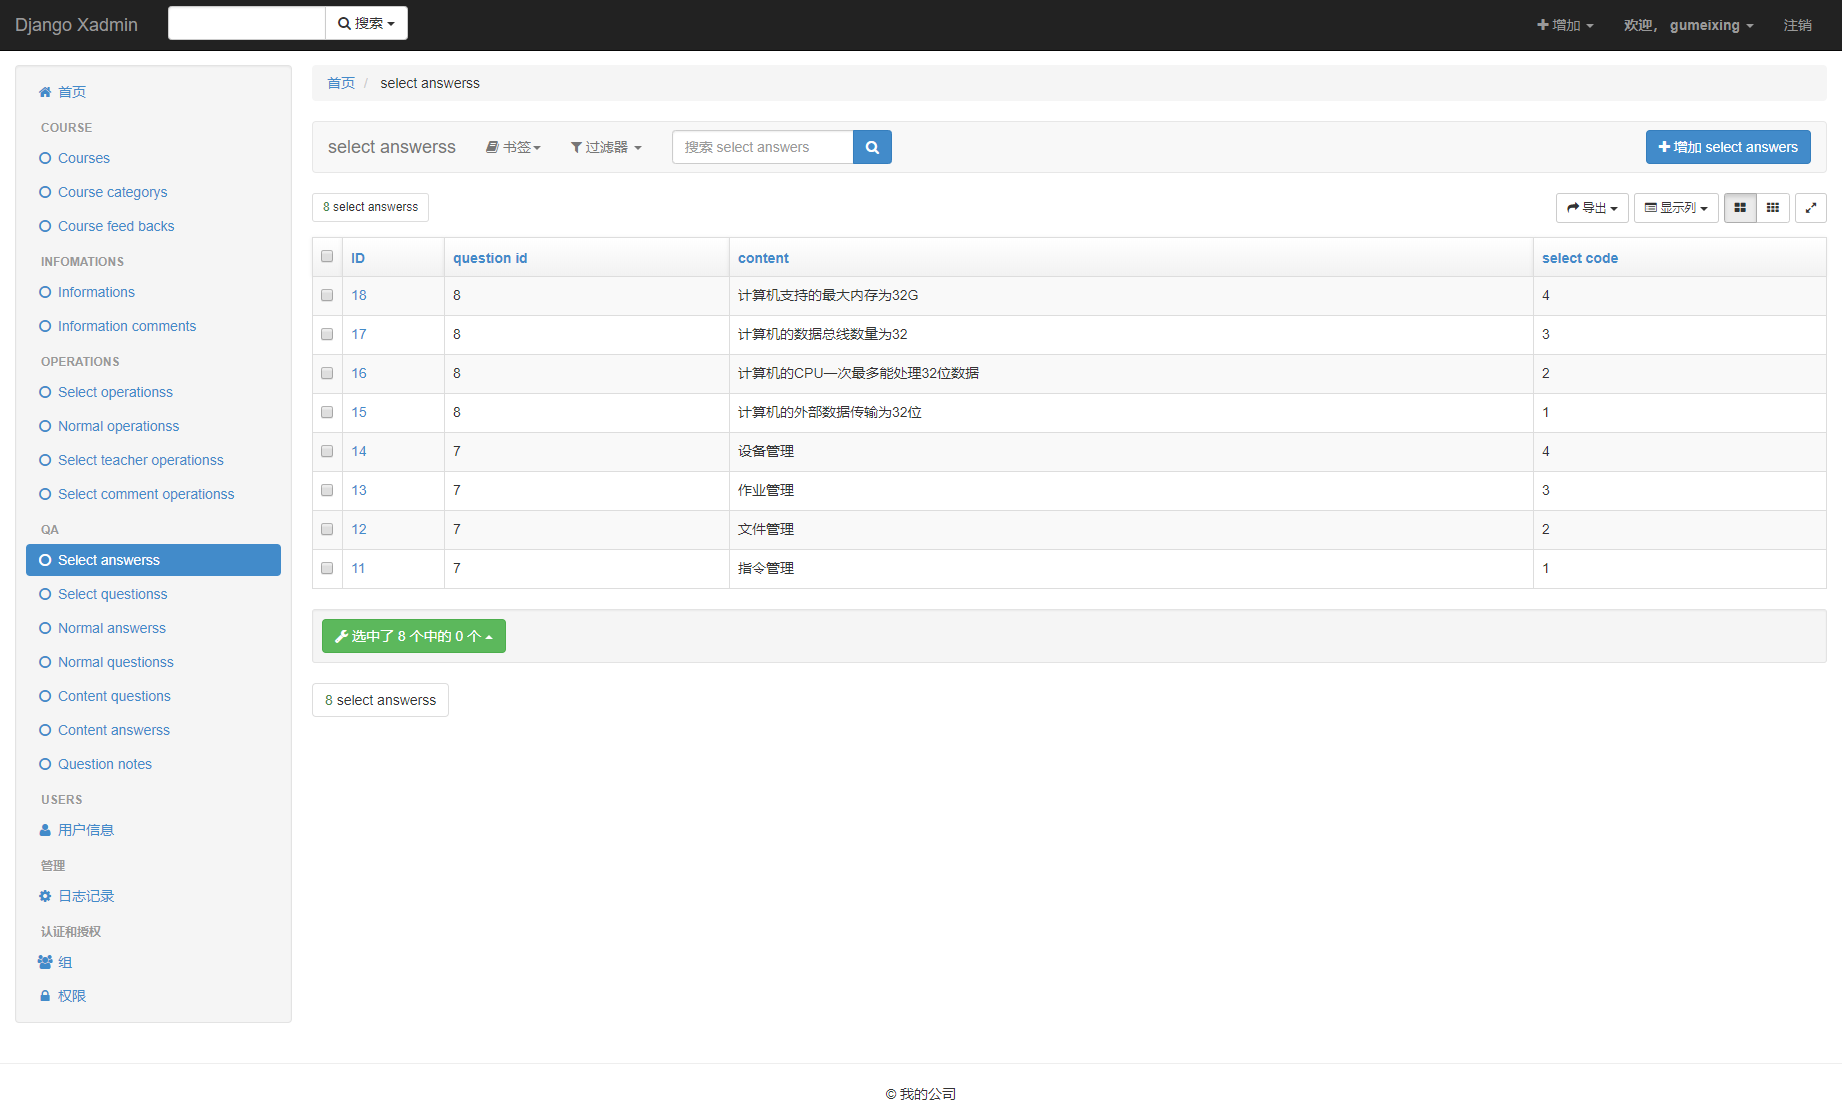 Django Xadmin 搜索 增加 欢迎， gumeixing 注销
首页
COURSE
Courses
Course categorys
Course feed backs
INFOMATIONS
Informations
Information comments
OPERATIONS
Select operationss
Normal operationss
Select teacher operationss
Select comment operationss
QA
Select answerss
Select questionss
Normal answerss
Normal questionss
Content questions
Content answerss
Question notes
USERS
用户信息
管理
日志记录
认证和授权
组
权限
首页 / select answerss
select answerss 书签 过滤器 搜索 select answers 增加 select answers
8 select answerss 导出 显示列
ID question id content select code
18 8 计算机支持的最大内存为32G 4
17 8 计算机的数据总线数量为32 3
16 8 计算机的CPU一次最多能处理32位数据 2
15 8 计算机的外部数据传输为32位 1
14 7 设备管理 4
13 7 作业管理 3
12 7 文件管理 2
11 7 指令管理 1
选中了 8 个中的 0 个
8 select answerss
© 我的公司